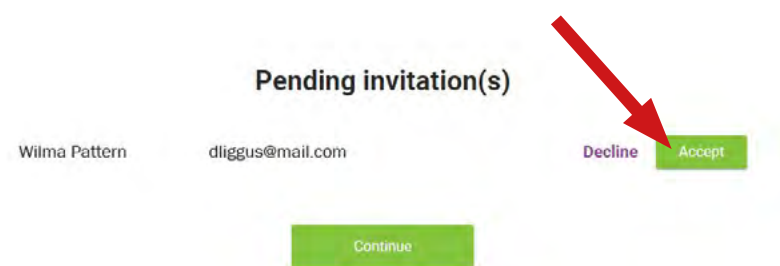 Pending invitation(s)
Wilma Pattern dliggus@mail.com Decline Accept
Continue